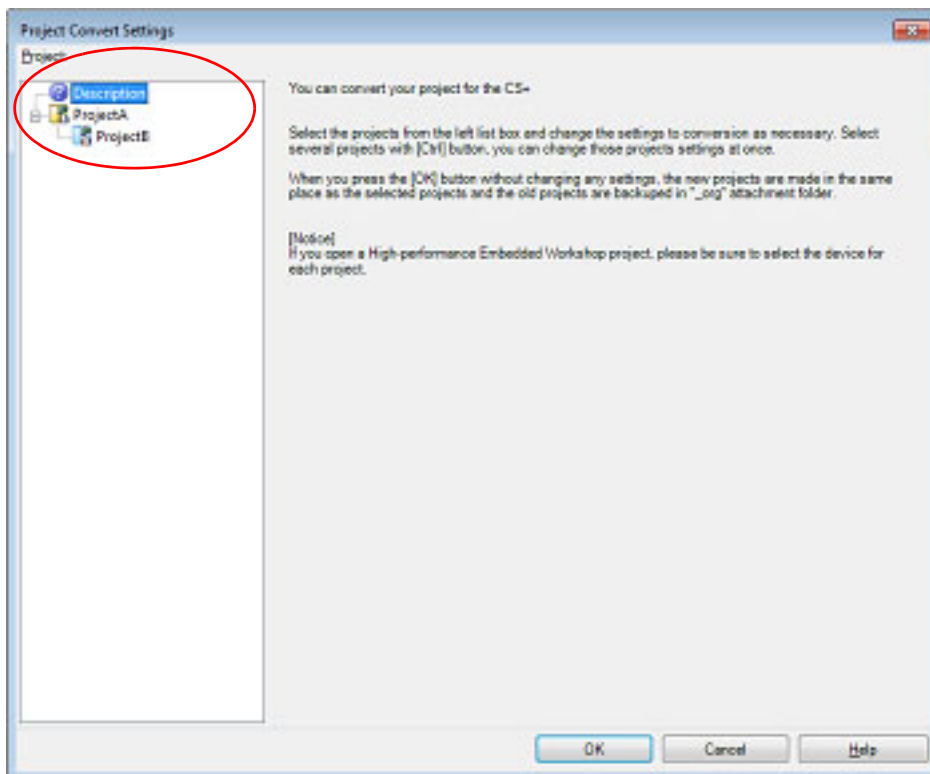 Project Convert Settings
Project:
Description
ProjectA
ProjectB
You can convert your project for the CS+
Select the projects from the left list box and change the settings to conversion as necessary. Select
several projects with [Ctrl] button, you can change those projects settings at once.
When you press the [OK] button without changing any settings, the new projects are made in the same
place as the selected projects and the old projects are backuped in "_org" attachment folder.
[Notice]
If you open a High-performance Embedded Workshop project, please be sure to select the device for
each project.
OK
Cancel
Help